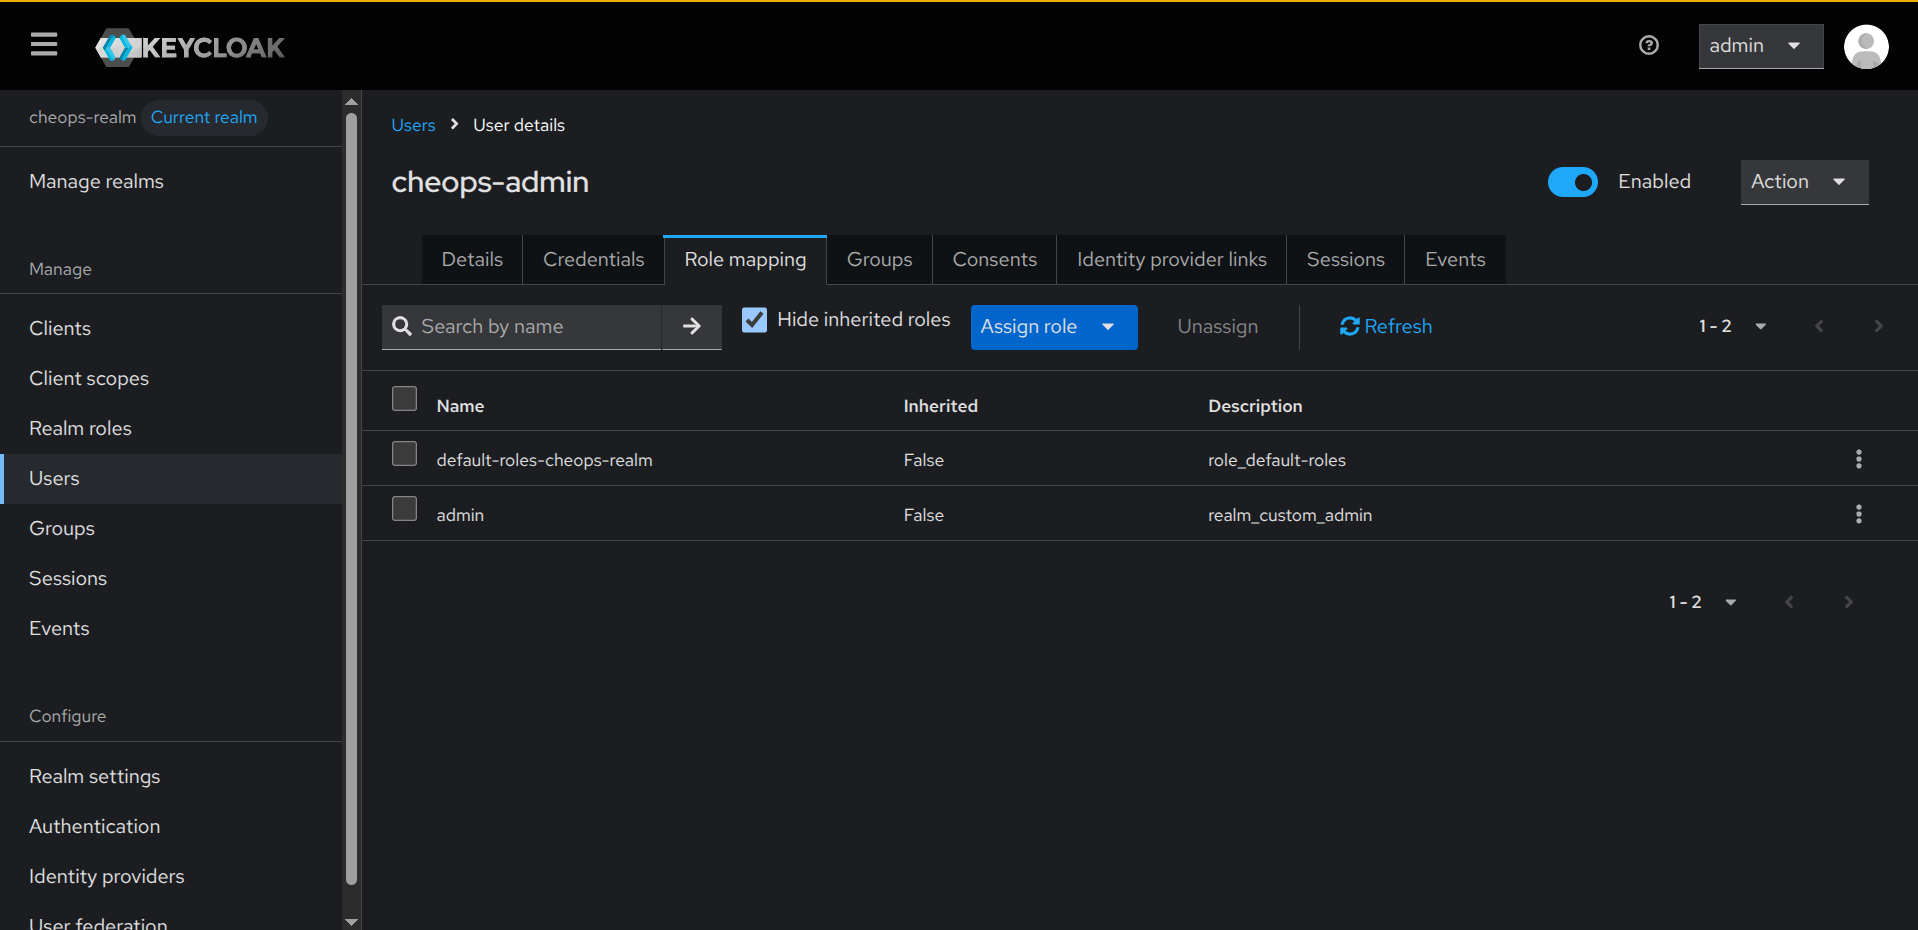 KEYCLOAK
admin
cheops-realm Current realm
Manage realms
Manage
Clients
Client scopes
Realm roles
Users
Groups
Sessions
Events
Configure
Realm settings
Authentication
Identity providers
User federation
Users User details
cheops-admin
Enabled
Action
Details Credentials Role mapping Groups Consents Identity provider links Sessions Events
Search by name Hide inherited roles Assign role Unassign Refresh 1 - 2
Name Inherited Description
default-roles-cheops-realm False role_default-roles
admin False realm_custom_admin
1 - 2